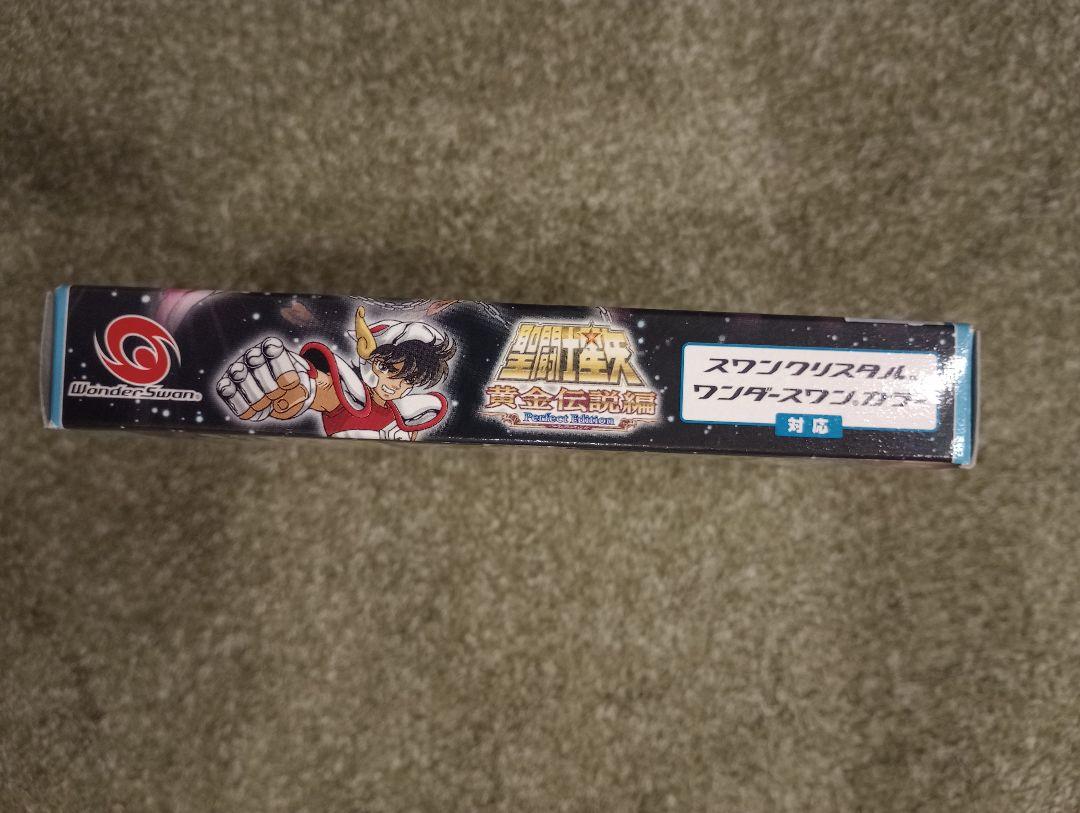 WonderSwan®
聖闘士星矢
黄金伝説編
Perfect Edition
スワンクリスタル®
ワンダースワン®カラー
対応